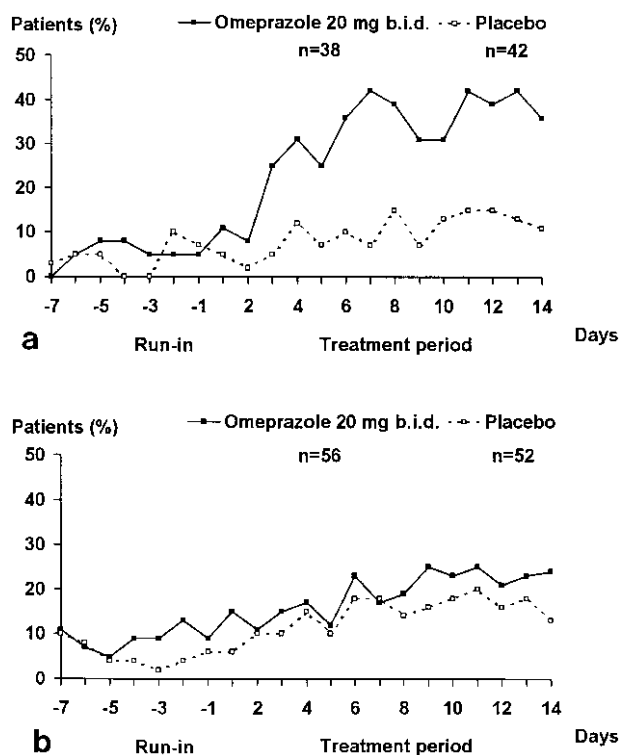 Patients (%)
Omeprazole 20 mg b.i.d. Placebo
n=38 n=42
50
40
30
20
10
0
-7 -5 -3 -1 2 4 6 8 10 12 14
Days
a Run-in Treatment period
Patients (%)
Omeprazole 20 mg b.i.d. Placebo
n=56 n=52
50
40
30
20
10
0
-7 -5 -3 -1 2 4 6 8 10 12 14
Days
b Run-in Treatment period